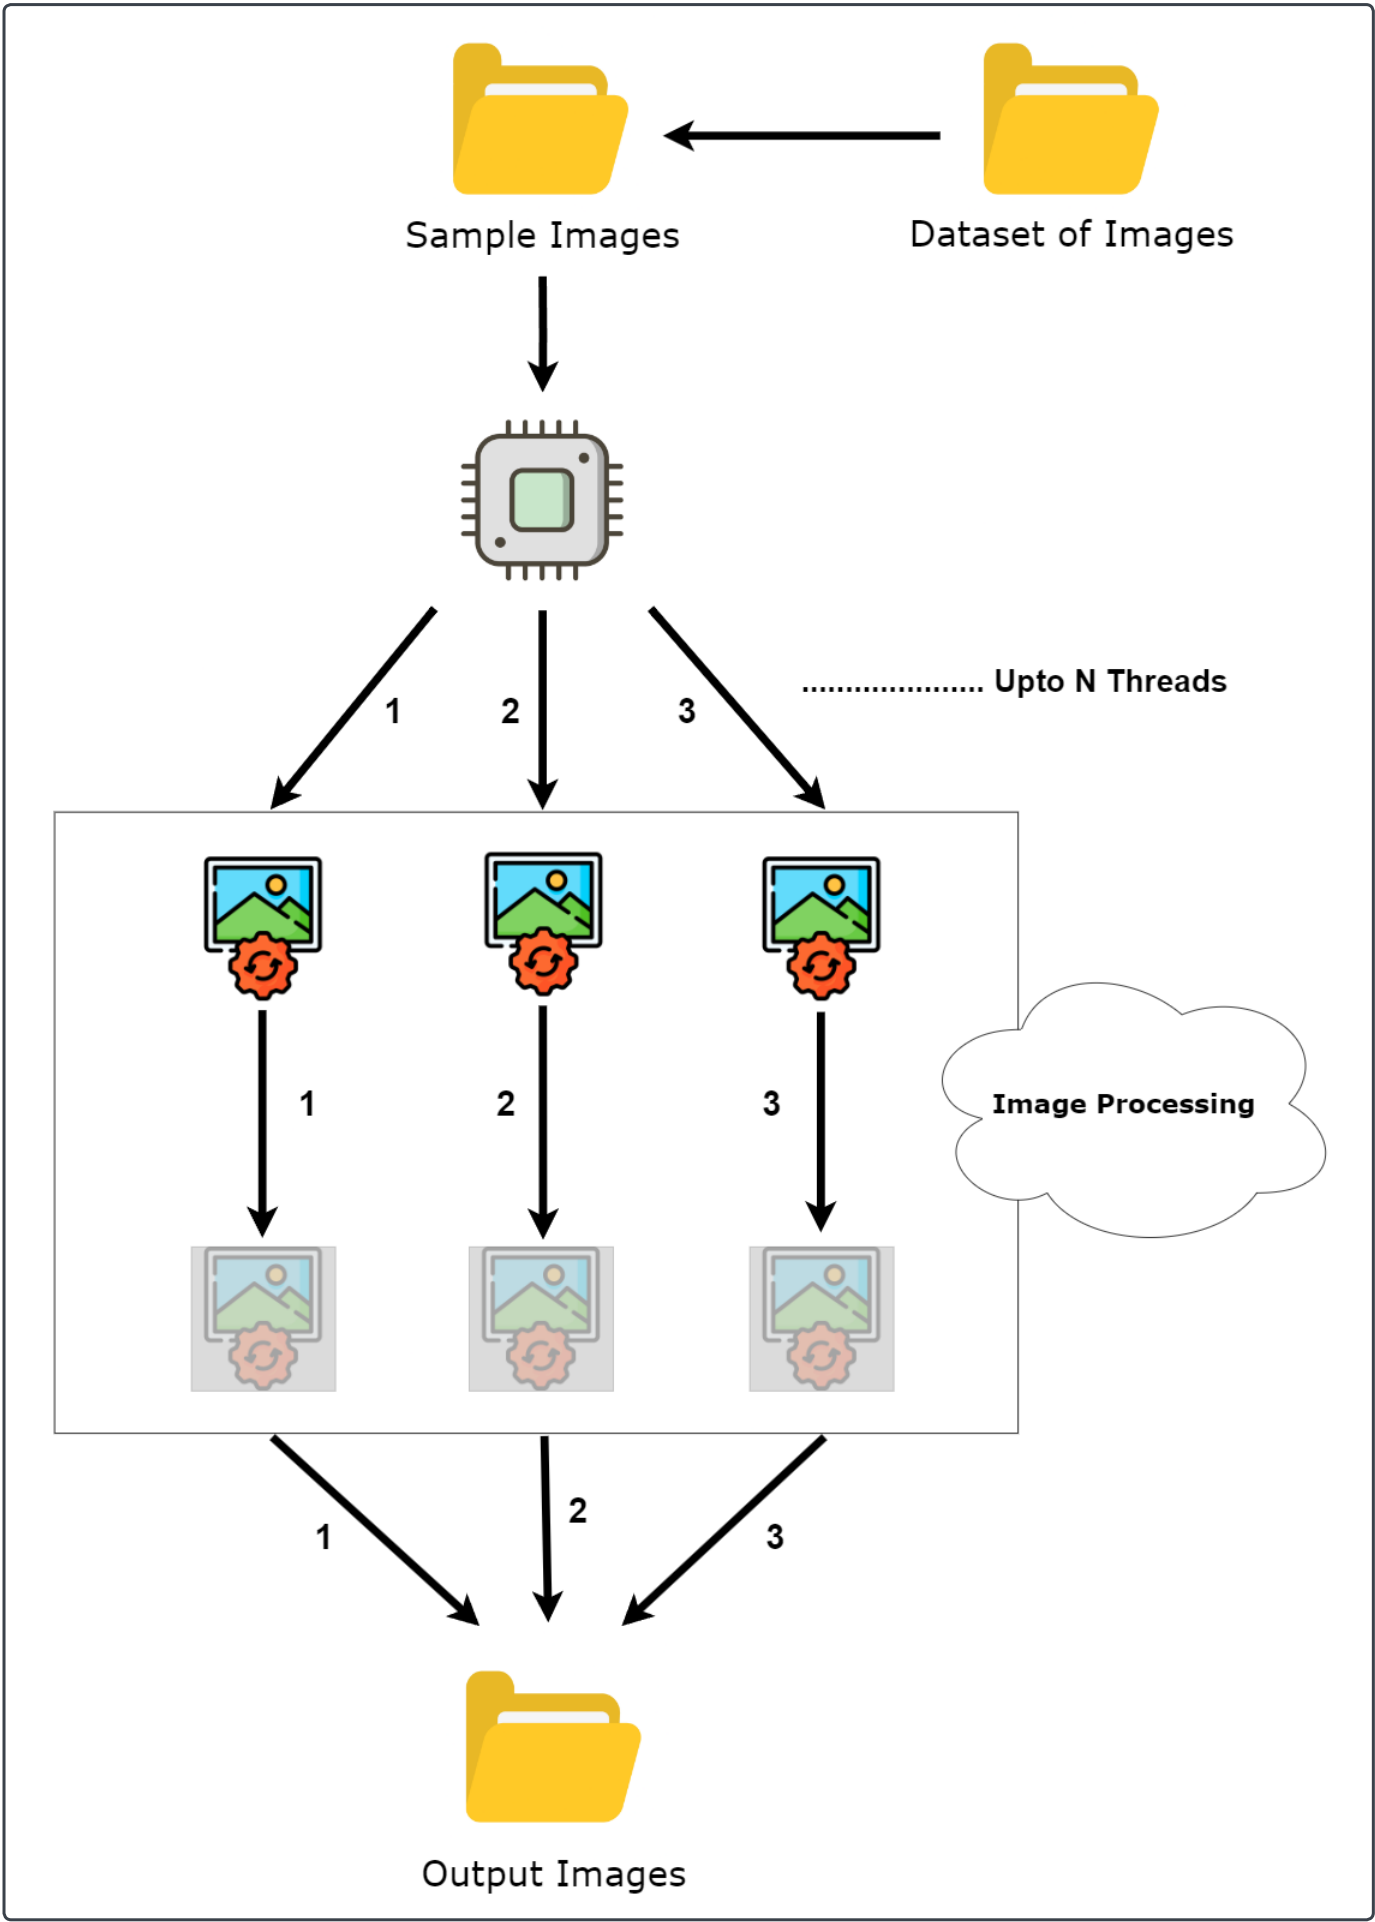 Sample Images
Dataset of Images
..................... Upto N Threads
1
2
3
1
2
3
Image Processing
1
2
3
Output Images